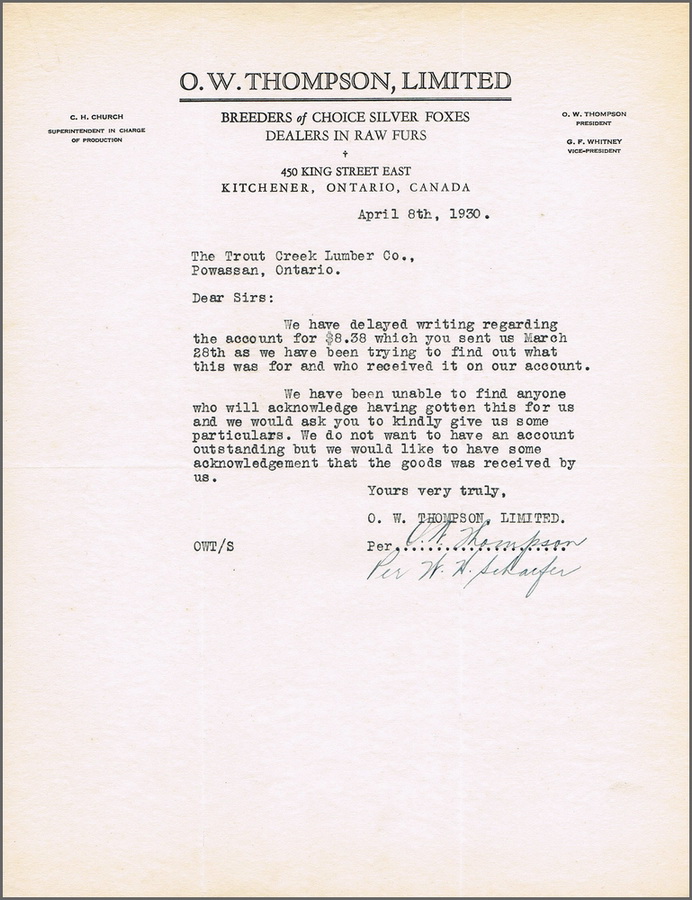 O. W. THOMPSON, LIMITED
C. H. CHURCH
SUPERINTENDENT IN CHARGE
OF PRODUCTION
BREEDERS of CHOICE SILVER FOXES
DEALERS IN RAW FURS
450 KING STREET EAST
KITCHENER, ONTARIO, CANADA
O. W. THOMPSON
PRESIDENT
G. F. WHITNEY
VICE-PRESIDENT
April 8th, 1930.
The Trout Creek Lumber Co.,
Powassan, Ontario.
Dear Sirs:
We have delayed writing regarding
the account for $8.38 which you sent us March
28th as we have been trying to find out what
this was for and who received it on our account.
We have been unable to find anyone
who will acknowledge having gotten this for us
and we would ask you to kindly give us some
particulars. We do not want to have an account
outstanding but we would like to have some
acknowledgement that the goods was received by
us.
Yours very truly,
O. W. THOMPSON, LIMITED.
OWT/S
Per. O. W. Thompson
Per W. H. Schaefer